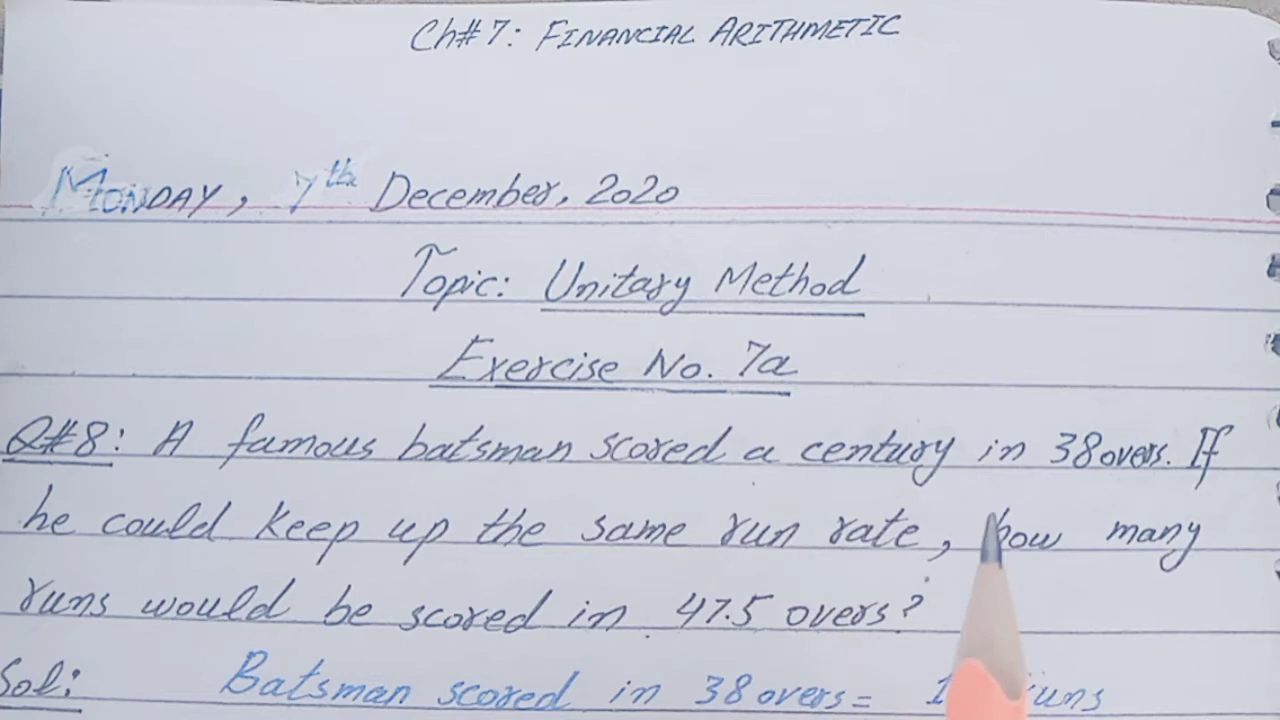 Ch#7: FINANCIAL ARITHMETIC
MONDAY, 7th December, 2020
Topic: Unitary Method
Exercise No. 7a
Q#8: A famous batsman scored a century in 38 overs. If
he could keep up the same run rate, how many
runs would be scored in 47.5 overs?
Sol: Batsman scored in 38 overs =